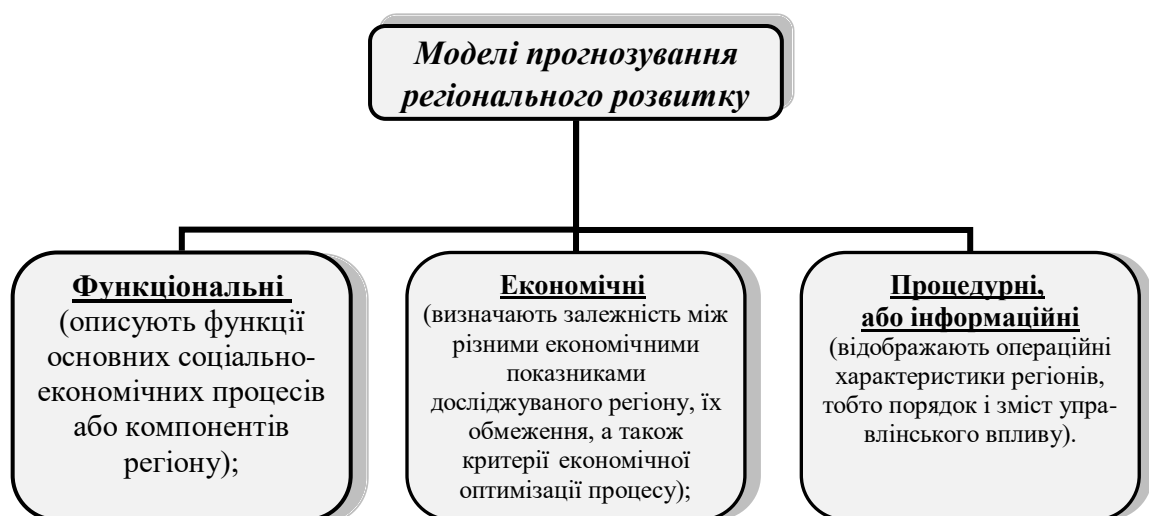 Моделі прогнозування
регіонального розвитку
Функціональні
(описують функції
основних соціально-
економічних процесів
або компонентів
регіону);
Економічні
(визначають залежність між
різними економічними
показниками
досліджуваного регіону, їх
обмеження, а також
критерії економічної
оптимізації процесу);
Процедурні,
або інформаційні
(відображають операційні
характеристики регіонів,
тобто порядок і зміст упра-
влінського впливу).